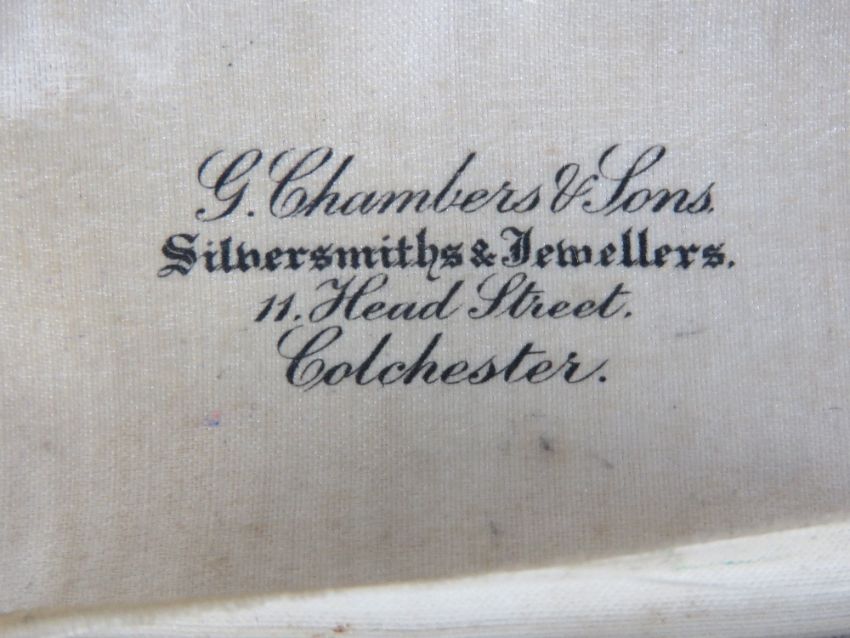 G. Chambers & Sons.
Silversmiths & Jewellers.
11. Head Street.
Colchester.